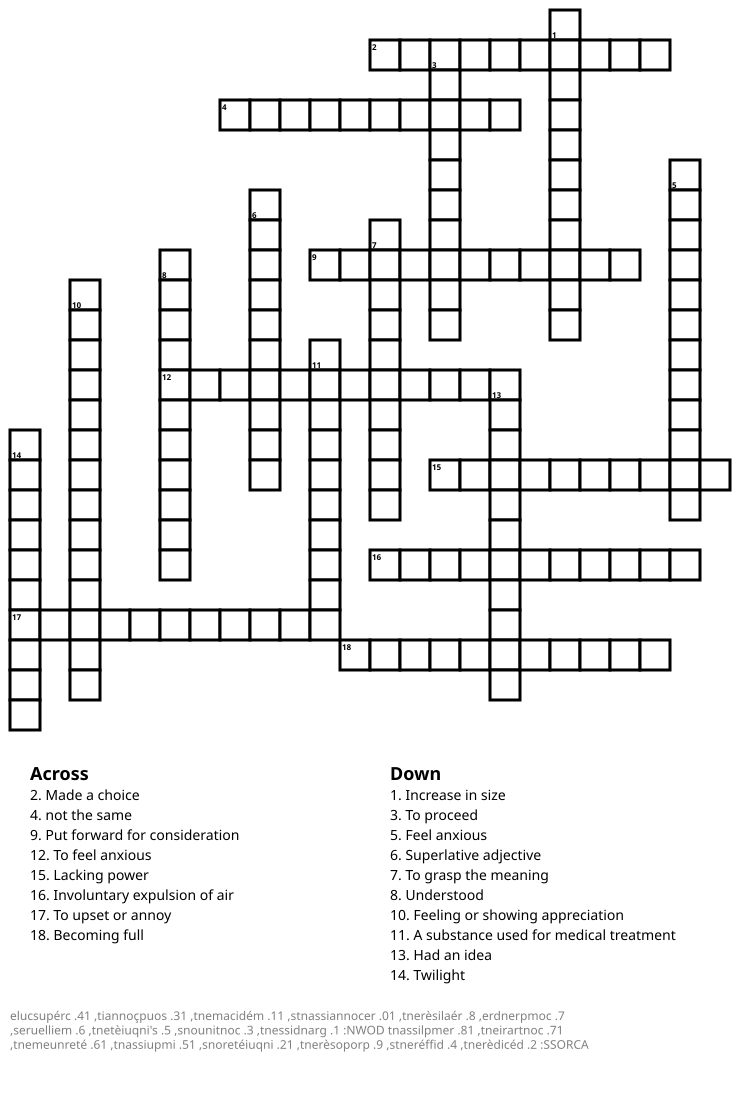 1
2
3
4
5
6
7
9
8
10
11
12
13
14
15
16
17
18
Across
2. Made a choice
4. not the same
9. Put forward for consideration
12. To feel anxious
15. Lacking power
16. Involuntary expulsion of air
17. To upset or annoy
18. Becoming full
Down
1. Increase in size
3. To proceed
5. Feel anxious
6. Superlative adjective
7. To grasp the meaning
8. Understood
10. Feeling or showing appreciation
11. A substance used for medical treatment
13. Had an idea
14. Twilight
elucsupérc .41 ,tiannoçpuos .31 ,tnemacidém .11 ,stnassiannocer .01 ,tnerèsilaér .8 ,erdnerpmoc .7
,seruelliem .6 ,tnetèiuqni's .5 ,snounitnoc .3 ,tnessidnarg .1 :NWOD tnassilpmer .81 ,tneirartnoc .71
,tnemeunreté .61 ,tnassiupmi .51 ,snoretéiuqni .21 ,tnerèsoporp .9 ,stneréffid .4 ,tnerèdicéd .2 :SSORCA